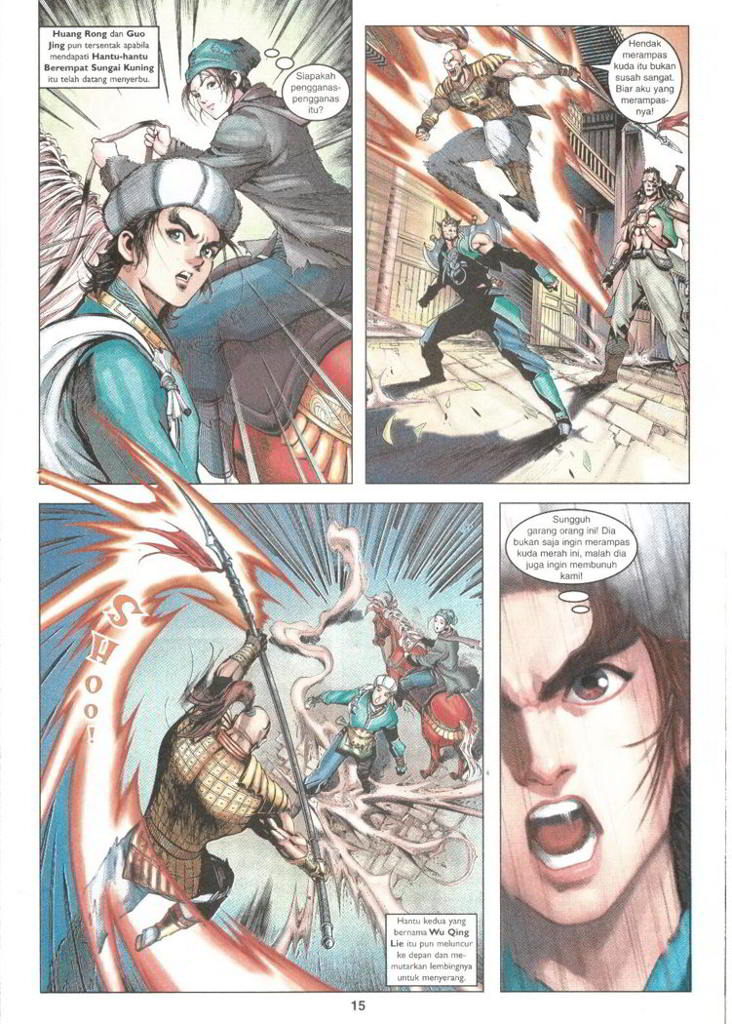 Huang Rong dan Guo
Jing pun tersentak apabila
mendapati Hantu-hantu
Berempat Sungai Kuning
itu telah datang menyerbu.
Siapakah
pengganas-
pengganas
itu?
Hendak
merampas
kuda itu bukan
susah sangat.
Biar aku yang
merampas-
nya!
SHOO!
Hantu kedua yang
bernama Wu Qing
Lie itu pun meluncur
ke depan dan me-
mutarkan lembingnya
untuk menyerang.
Sungguh
garang orang ini! Dia
bukan saja ingin merampas
kuda merah ini, malah dia
juga ingin membunuh
kami!
15